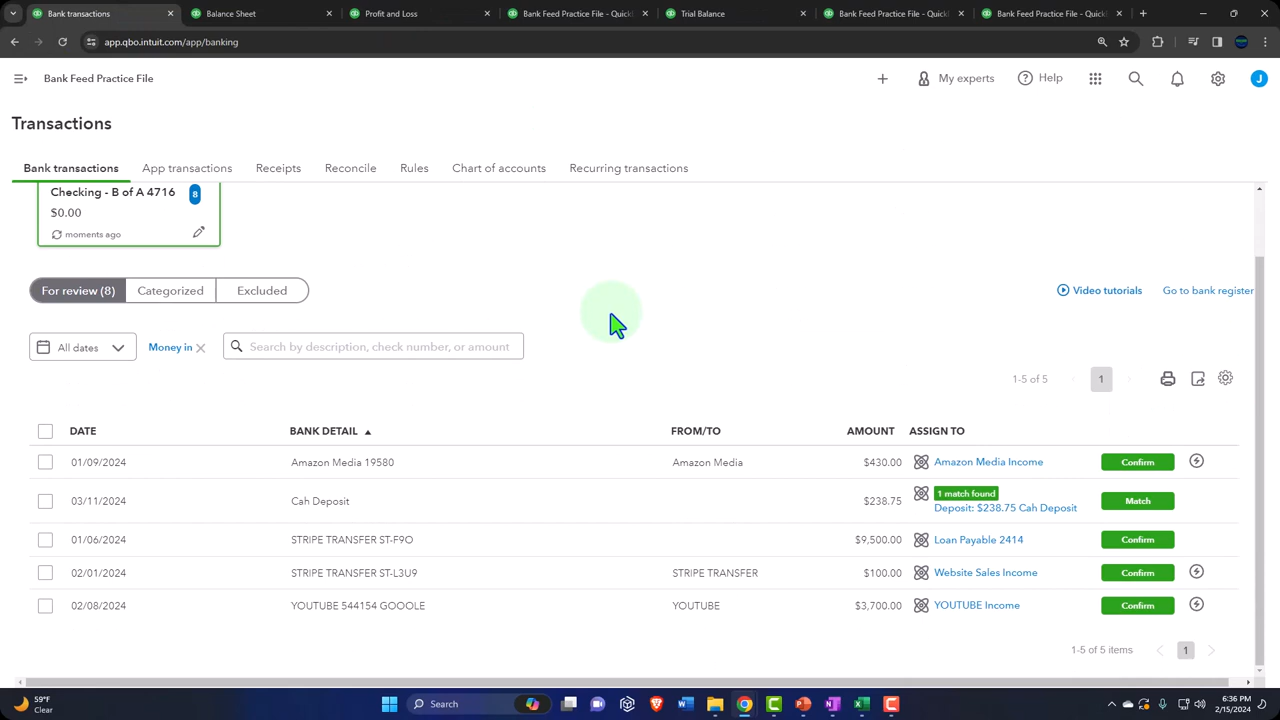 Bank transactions
Balance Sheet
Profit and Loss
Bank Feed Practice File - Quick
Trial Balance
Bank Feed Practice File - Quick
Bank Feed Practice File - Quick
app.qbo.intuit.com/app/banking
Bank Feed Practice File
My experts
Help
J
Transactions
Bank transactions
App transactions
Receipts
Reconcile
Rules
Chart of accounts
Recurring transactions
Checking - B of A 4716
8
$0.00
moments ago
For review (8)
Categorized
Excluded
Video tutorials
Go to bank register
All dates
Money in
Search by description, check number, or amount
1-5 of 5
1
DATE BANK DETAIL FROM/TO AMOUNT ASSIGN TO
01/09/2024 Amazon Media 19580 Amazon Media $430.00 Amazon Media Income Confirm
1 match found
03/11/2024 Cah Deposit $238.75 Deposit: $238.75 Cah Deposit Match
01/06/2024 STRIPE TRANSFER ST-F9O $9,500.00 Loan Payable 2414 Confirm
02/01/2024 STRIPE TRANSFER ST-L3U9 STRIPE TRANSFER $100.00 Website Sales Income Confirm
02/08/2024 YOUTUBE 544154 GOOOLE YOUTUBE $3,700.00 YOUTUBE Income Confirm
1-5 of 5 items
1
59°F
Clear
Search
6:36 PM
2/15/2024